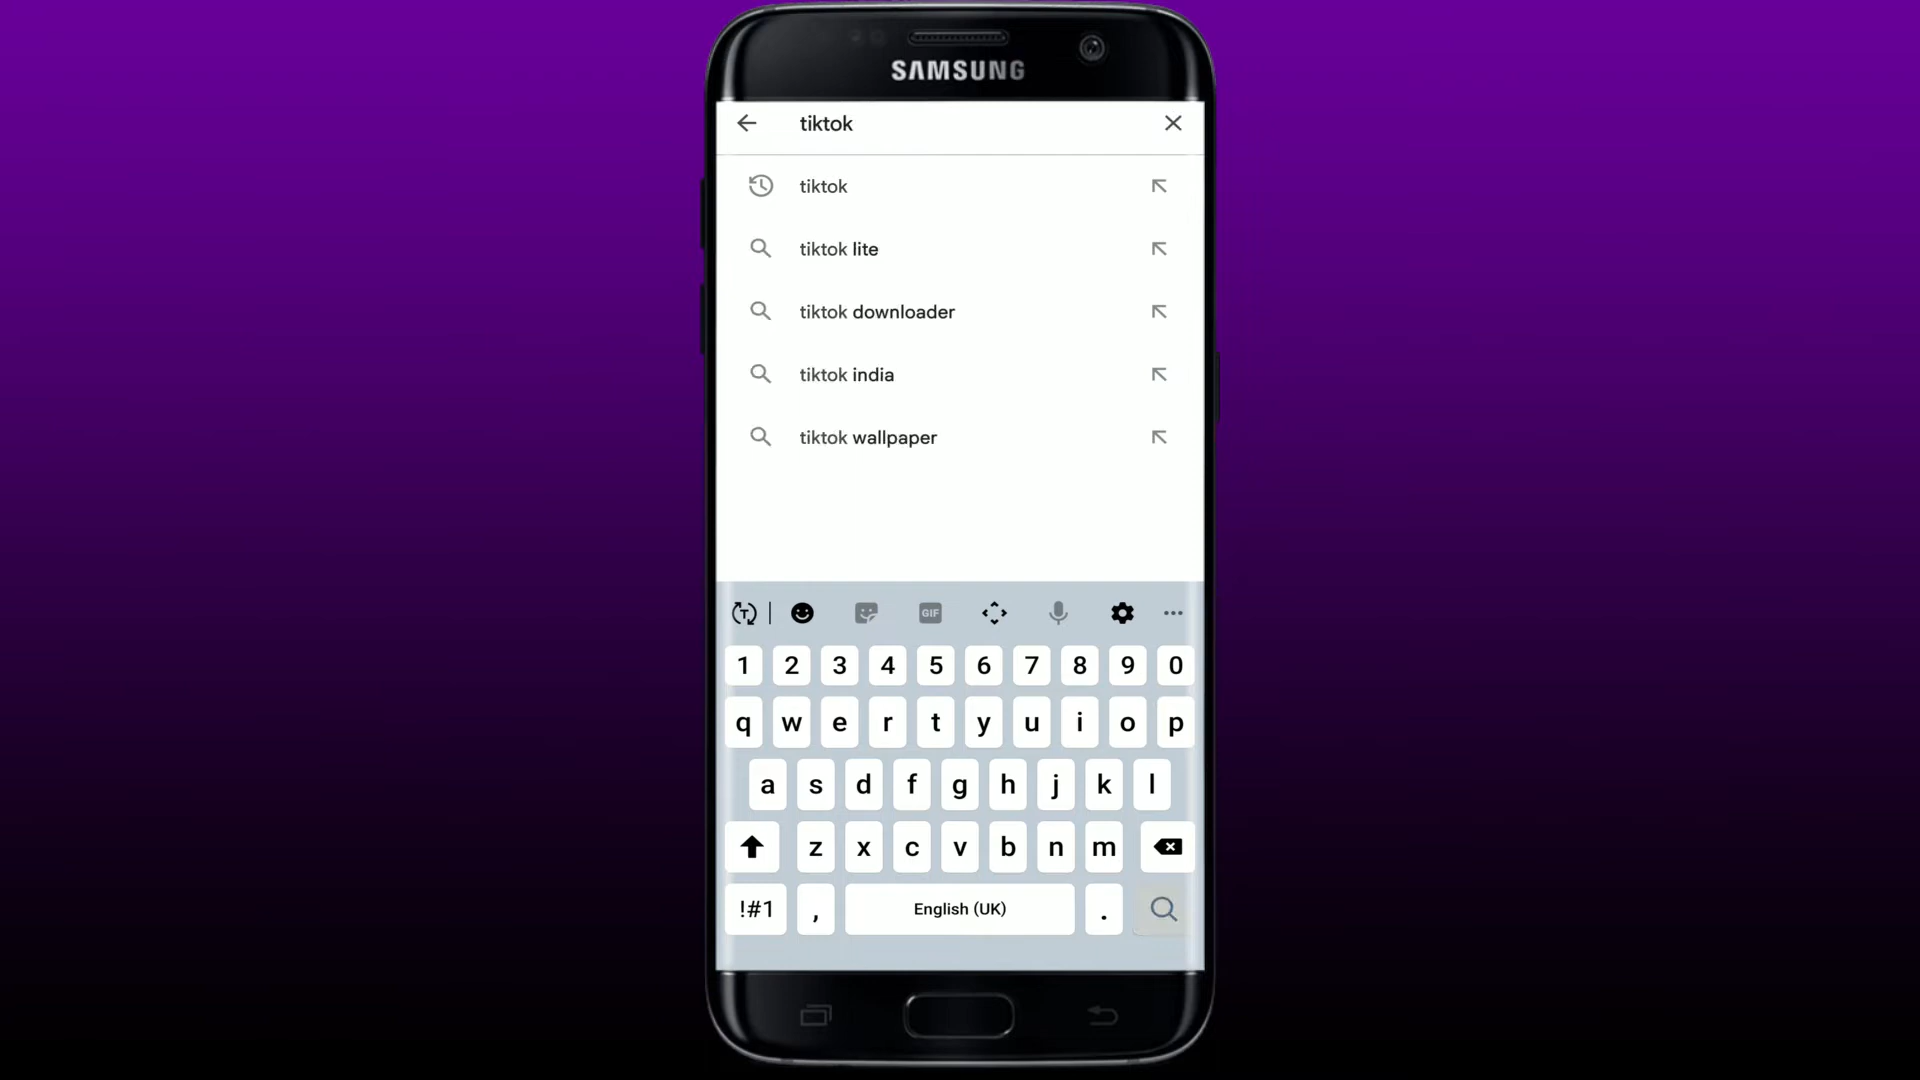 SAMSUNG
tiktok
tiktok
tiktok lite
tiktok downloader
tiktok india
tiktok wallpaper
T GIF
1 2 3 4 5 6 7 8 9 0
q w e r t y u i o p
a s d f g h j k l
z x c v b n m
!#1 , English (UK) .